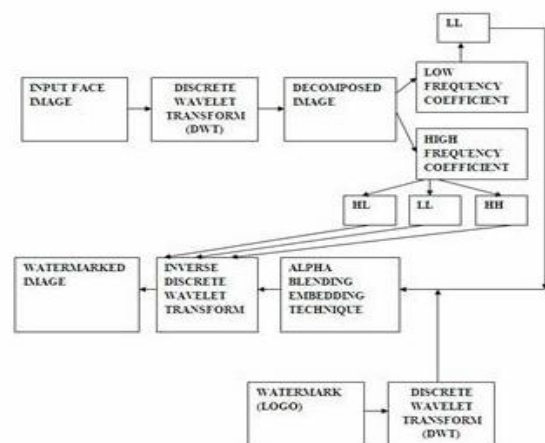 LL
INPUT FACE
IMAGE
DISCRETE
WAVELET
TRANSFORM
(DWT)
DECOMPOSED
IMAGE
LOW
FREQUENCY
COEFFICIENT
HIGH
FREQUENCY
COEFFICIENT
HL
LL
HH
WATERMARKED
IMAGE
INVERSE
DISCRETE
WAVELET
TRANSFORM
ALPHA
BLENDING
EMBEDDING
TECHNIQUE
WATERMARK
(LOGO)
DISCRETE
WAVELET
TRANSFORM
(DWT)